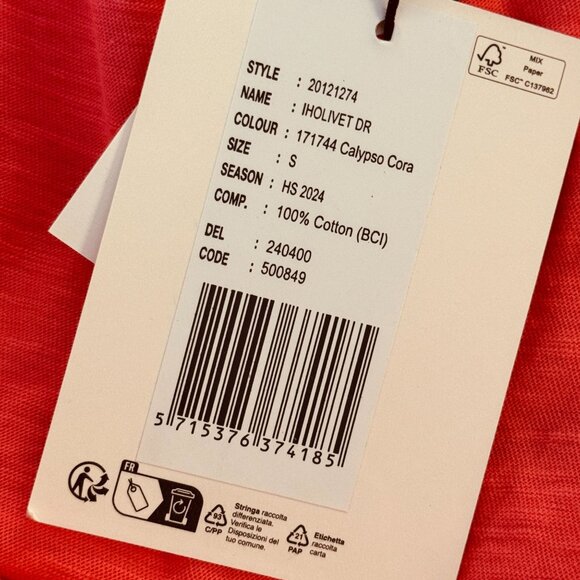 MIX
Paper
FSC™ C137962
FSC
STYLE : 20121274
NAME : IHOLIVET DR
COLOUR : 171744 Calypso Cora
SIZE : S
SEASON : HS 2024
COMP. : 100% Cotton (BCI)
DEL : 240400
CODE : 500849
5 715376 374185
FR
93
C/PP
Stringa raccolta
differenziata.
Verifica le
Disposizioni del
tuo comune.
21
PAP
Etichetta
raccolta
carta